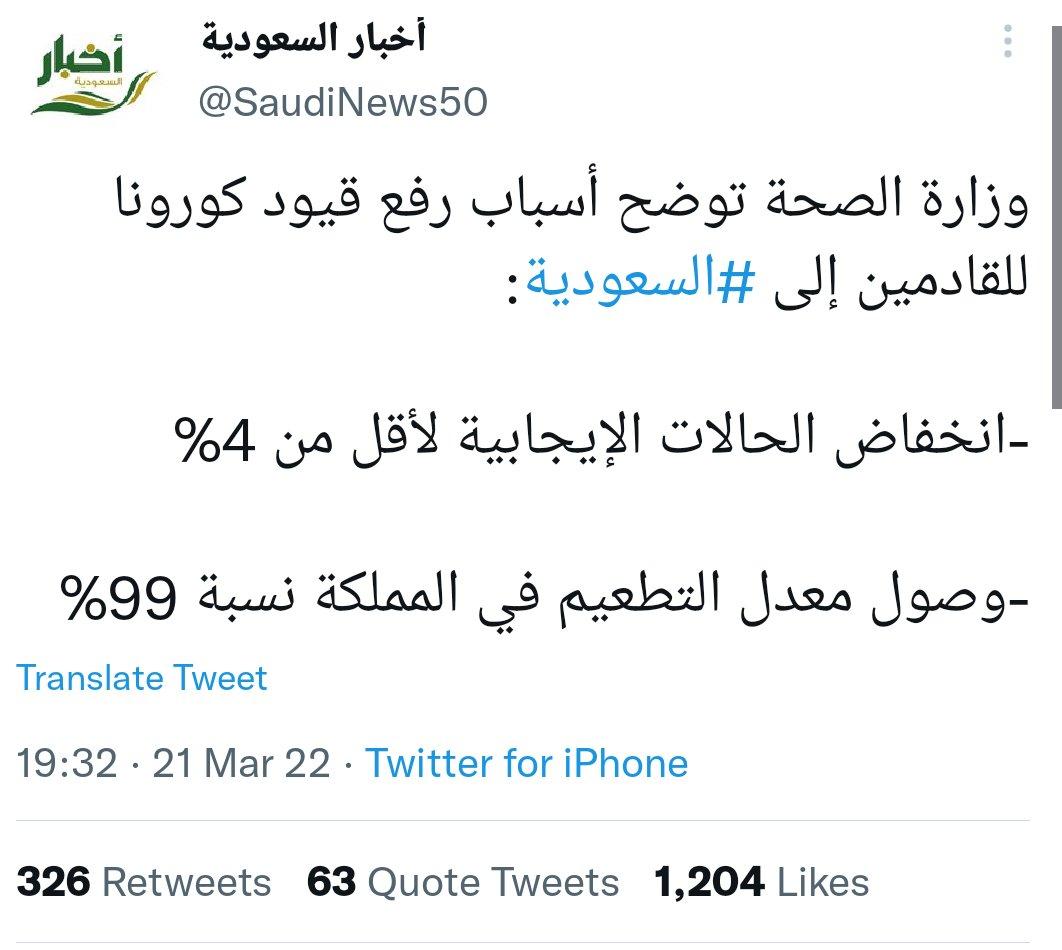 أخبار
السعودية
أخبار السعودية
@SaudiNews50
وزارة الصحة توضح أسباب رفع قيود كورونا
للقادمين إلى #السعودية:
-انخفاض الحالات الإيجابية لأقل من 4%
-وصول معدل التطعيم في المملكة نسبة 99%
Translate Tweet
19:32 · 21 Mar 22 · Twitter for iPhone
326 Retweets 63 Quote Tweets 1,204 Likes